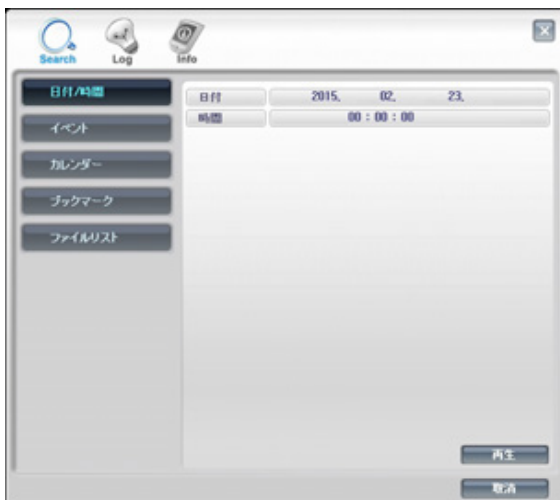 Search Log Info
日付/時間
イベント
カレンダー
ブックマーク
ファイルリスト
日付 2015. 02. 23.
時間 00 : 00 : 00
再生
取消